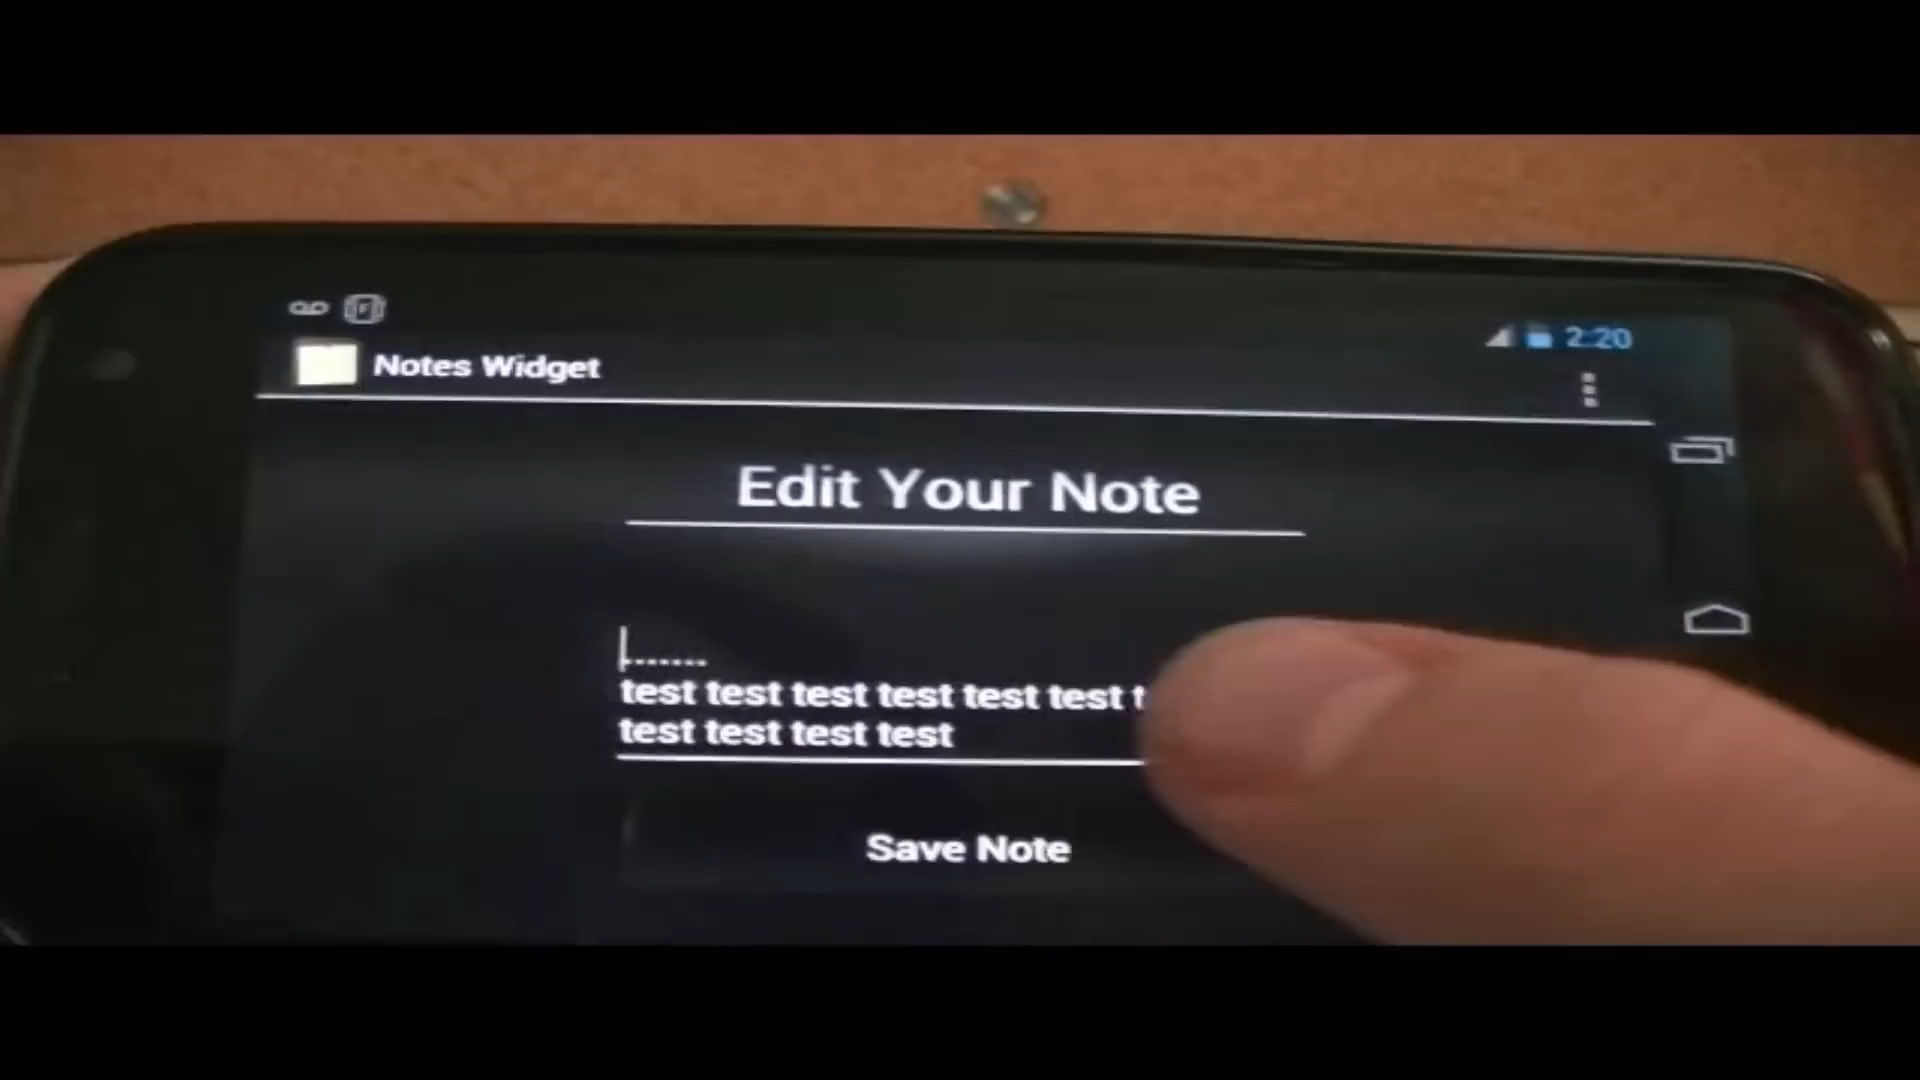 2:20
Notes Widget
Edit Your Note
.......
test test test test test test
test test test test
Save Note